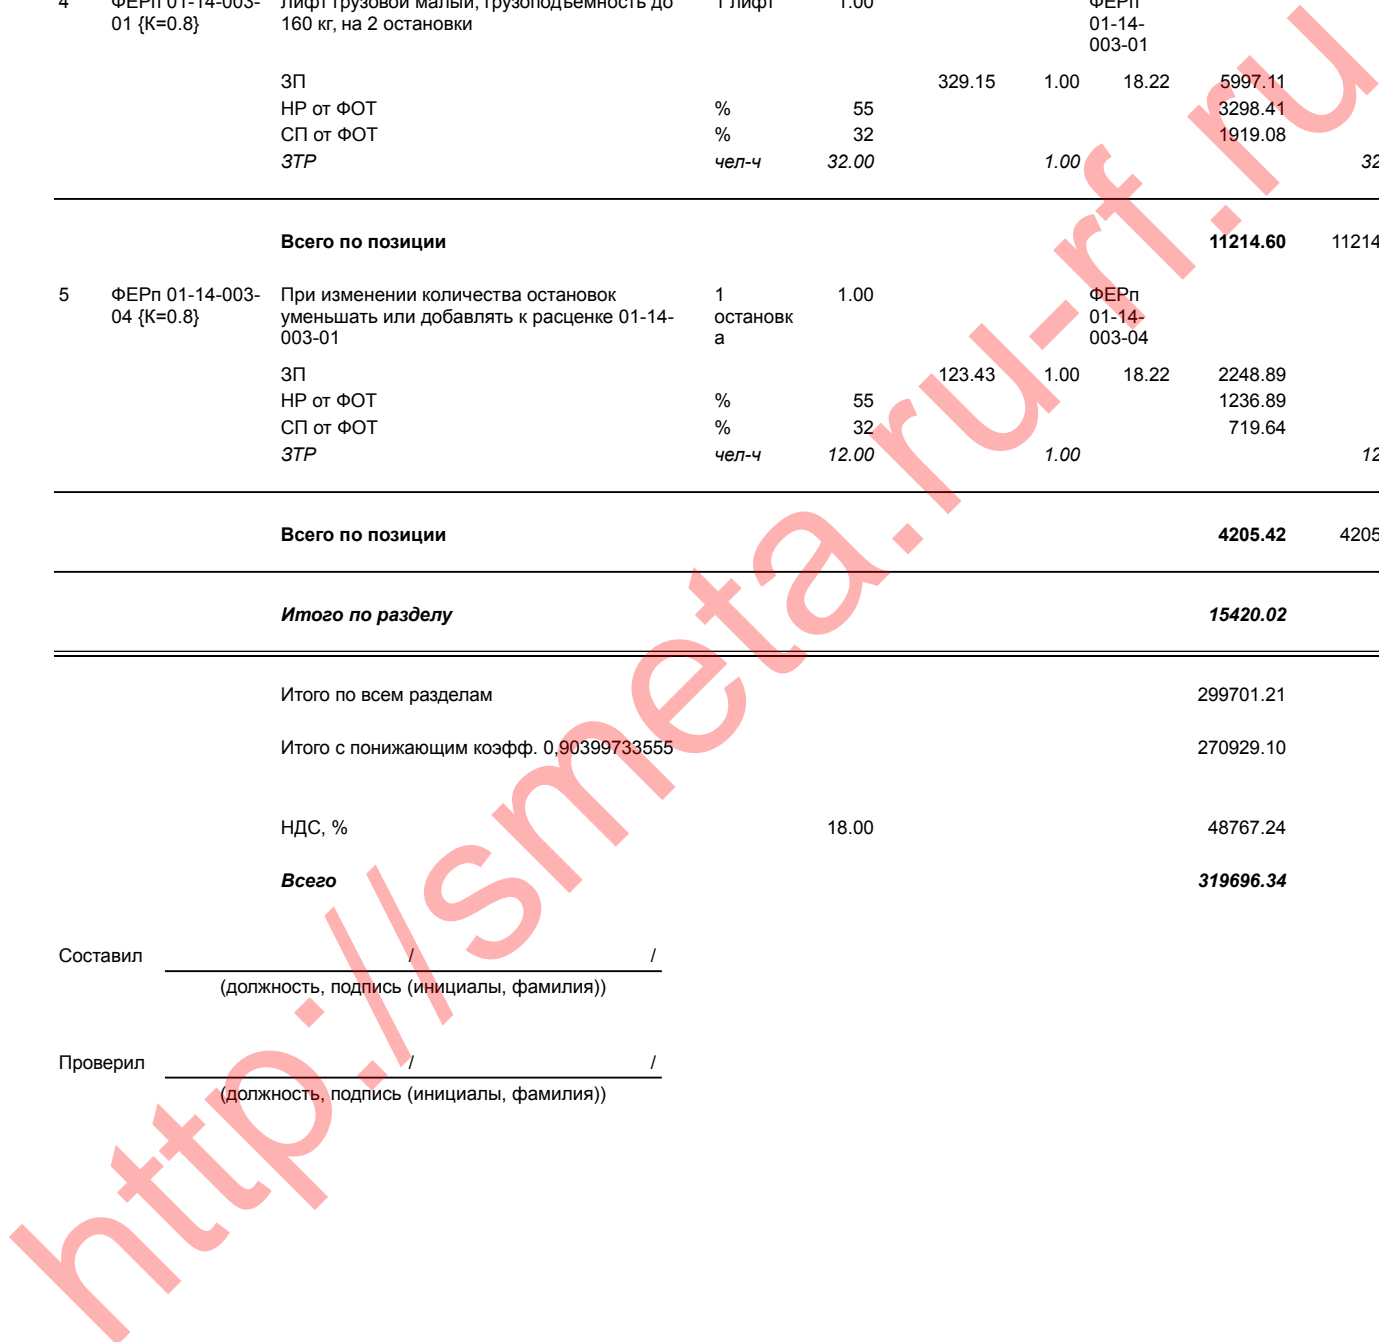 4 ФЕРп 01-14-003- Лифт грузовой малый, грузоподъемность до 1 лифт 1.00 ФЕРп
01 {К=0.8} 160 кг, на 2 остановки 01-14-
003-01
ЗП 329.15 1.00 18.22 5997.11
НР от ФОТ % 55 3298.41
СП от ФОТ % 32 1919.08
ЗТР чел-ч 32.00 1.00 32
Всего по позиции 11214.60 11214
5 ФЕРп 01-14-003- При изменении количества остановок 1 1.00 ФЕРп
04 {К=0.8} уменьшать или добавлять к расценке 01-14- остановк 01-14-
003-01 а 003-04
ЗП 123.43 1.00 18.22 2248.89
НР от ФОТ % 55 1236.89
СП от ФОТ % 32 719.64
ЗТР чел-ч 12.00 1.00 12
Всего по позиции 4205.42 4205
Итого по разделу 15420.02
Итого по всем разделам 299701.21
Итого с понижающим коэфф. 0,90399733555 270929.10
НДС, % 18.00 48767.24
Всего 319696.34
Составил / /
(должность, подпись (инициалы, фамилия))
Проверил / /
(должность, подпись (инициалы, фамилия))
http://smeta.ru-rf.ru